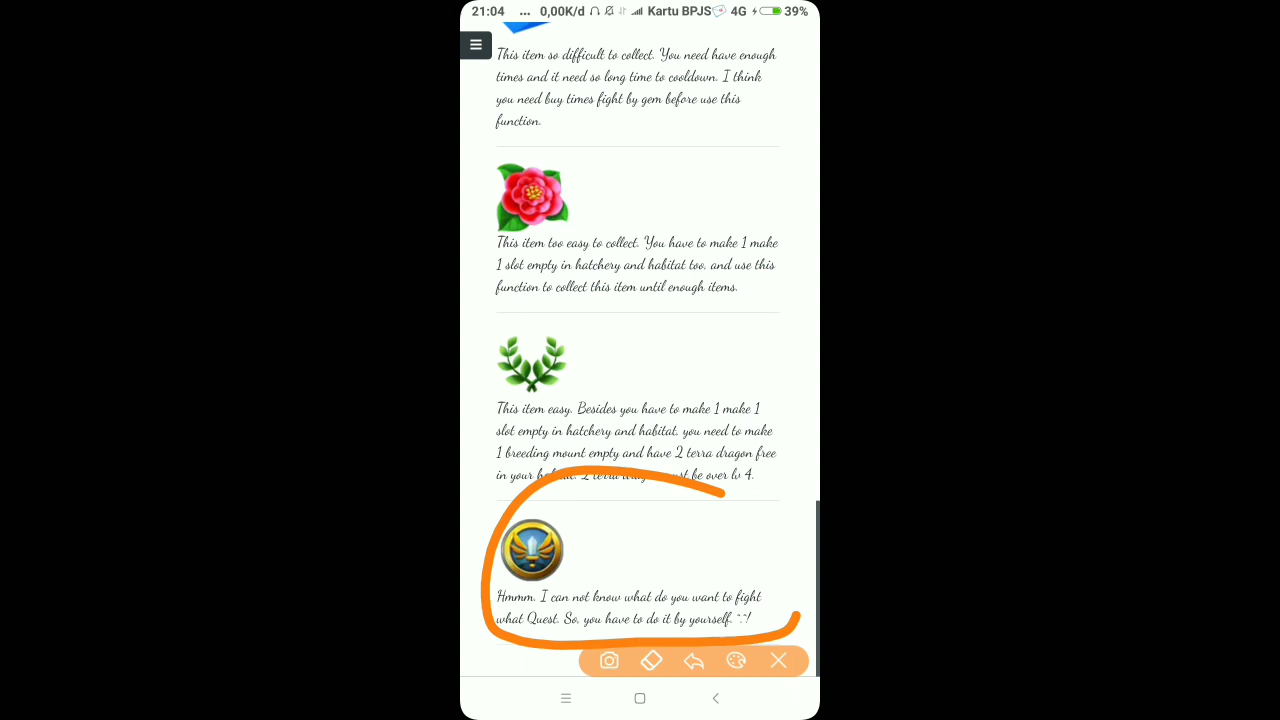 21:04 ... 0,00K/d Kartu BPJS 4G 39%
This item so difficult to collect. You need have enough
times and it need so long time to cooldown. I think
you need buy times fight by gem before use this
function.
This item too easy to collect. You have to make 1 make
1 slot empty in hatchery and habitat too, and use this
function to collect this item until enough items.
This item easy. Besides you have to make 1 make 1
slot empty in hatchery and habitat, you need to make
1 breeding mount empty and have 2 terra dragon free
in your 2 terra must be over lv 4.
Hmmm. I can not know what do you want to fight
what Quest. So, you have to do it by yourself. ^.^!